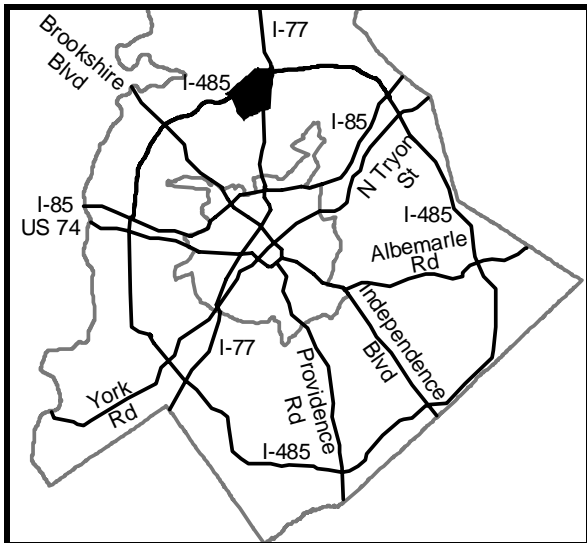 I-77
Brookshire
Blvd
I-485
I-85
N Tryon
St
I-85
US 74
I-485
Albemarle
Rd
Independence
Blvd
I-77
Providence
Rd
York
Rd
I-485